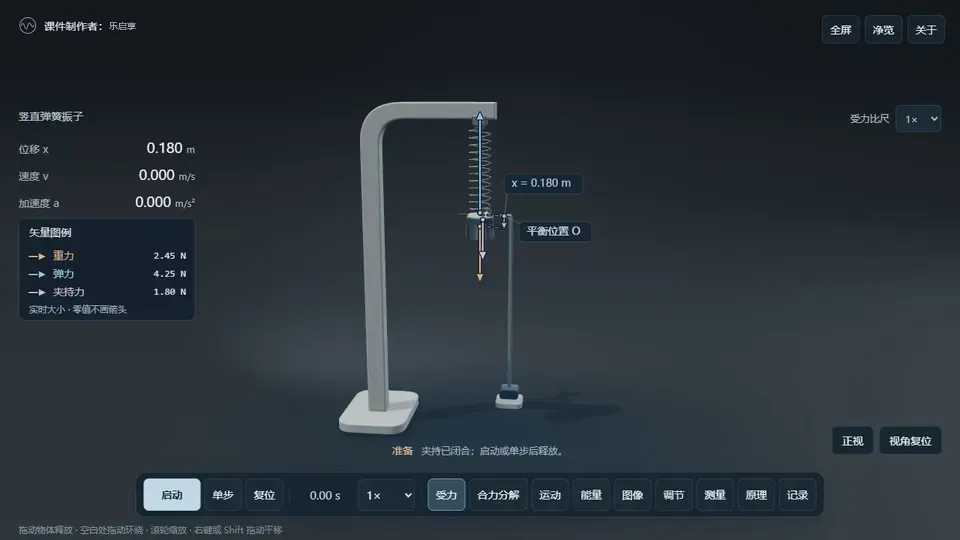 课件制作者：乐启享
全屏 净览 关于
竖直弹簧振子
受力比尺 1×
位移 x 0.180 m
速度 v 0.000 m/s
加速度 a 0.000 m/s²
x = 0.180 m
平衡位置 O
矢量图例
重力 2.45 N
弹力 4.25 N
夹持力 1.80 N
实时大小 · 零值不画箭头
正视 视角复位
准备 夹持已闭合；启动或单步后释放。
启动 单步 复位 0.00 s 1× 受力 合力分解 运动 能量 图像 调节 测量 原理 记录
拖动物体释放 · 空白处拖动环绕 · 滚轮缩放 · 右键或 Shift 拖动平移